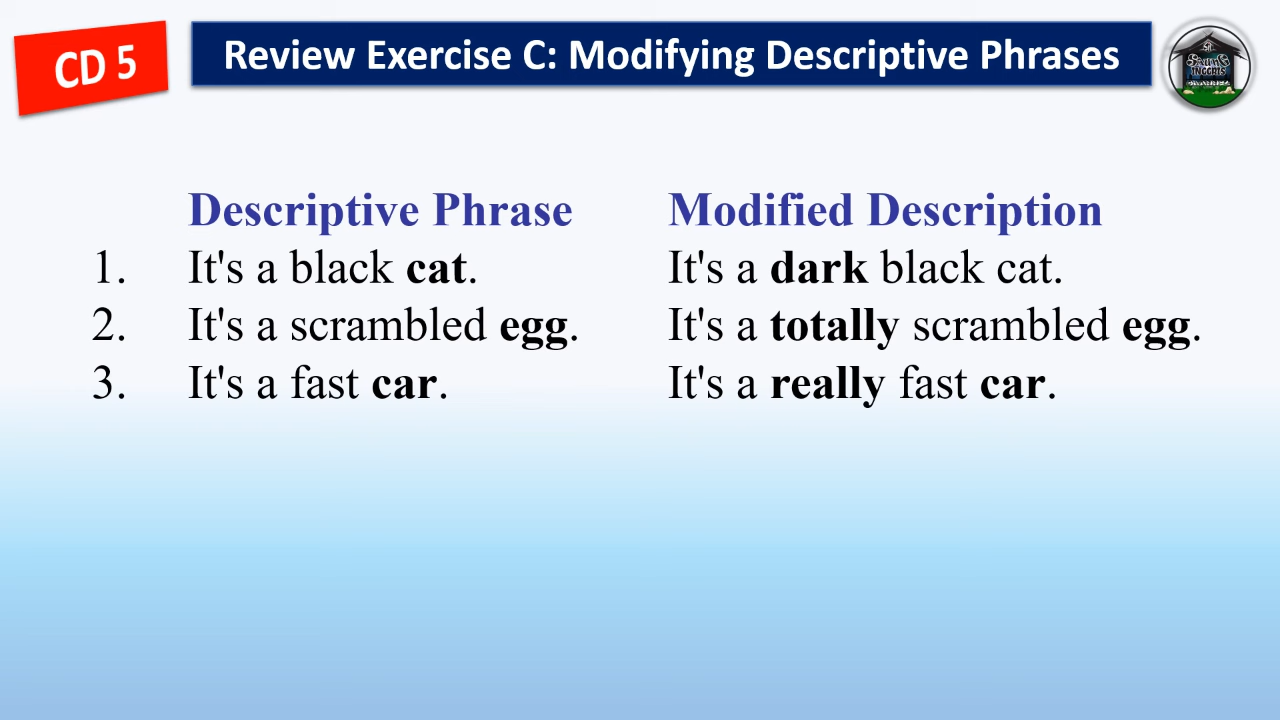 CD 5
Review Exercise C: Modifying Descriptive Phrases
INGGRIS
Descriptive Phrase Modified Description
1. It's a black cat. It's a dark black cat.
2. It's a scrambled egg. It's a totally scrambled egg.
3. It's a fast car. It's a really fast car.